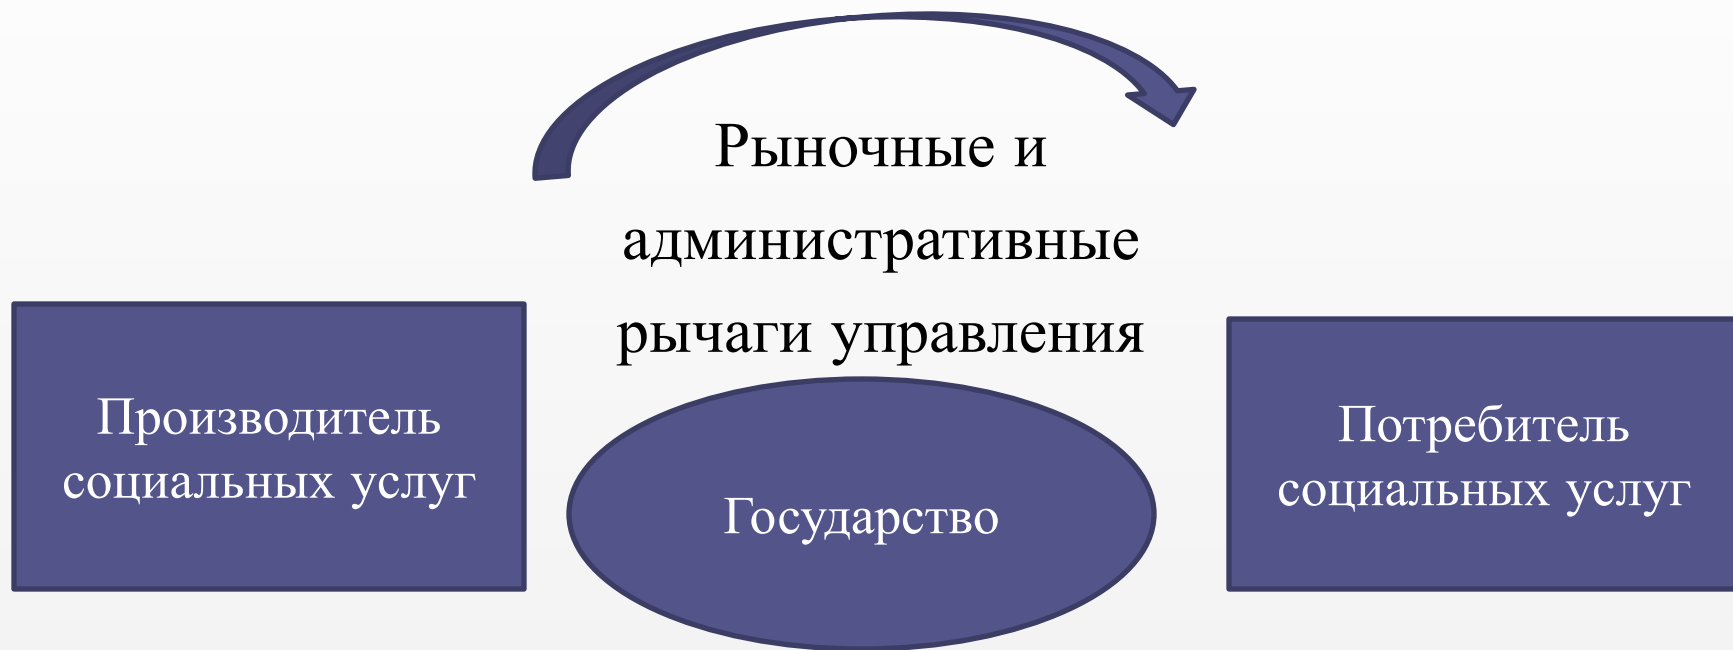 Рыночные и
административные
рычаги управления
Производитель
социальных услуг
Государство
Потребитель
социальных услуг